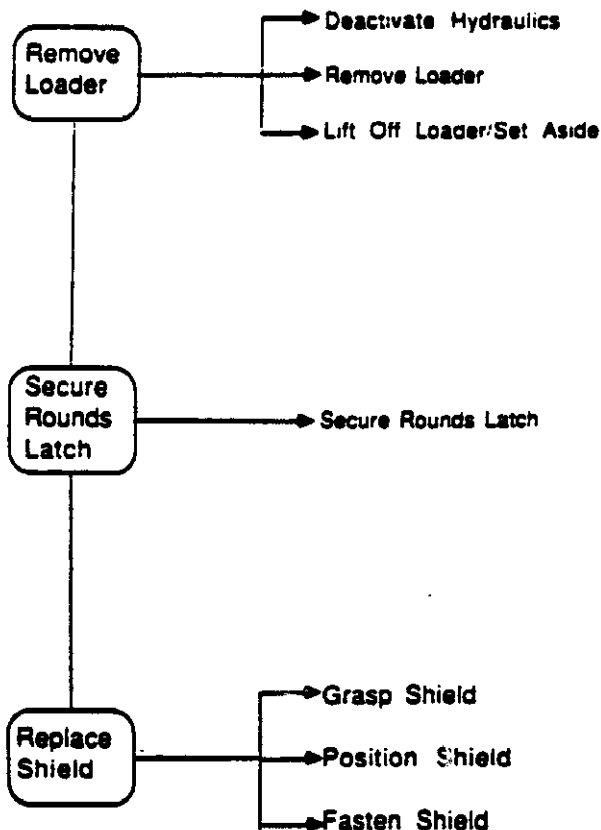 Remove
Loader
Deactivate Hydraulics
Remove Loader
Lift Off Loader/Set Aside
Secure
Rounds
Latch
Secure Rounds Latch
Replace
Shield
Grasp Shield
Position Shield
Fasten Shield